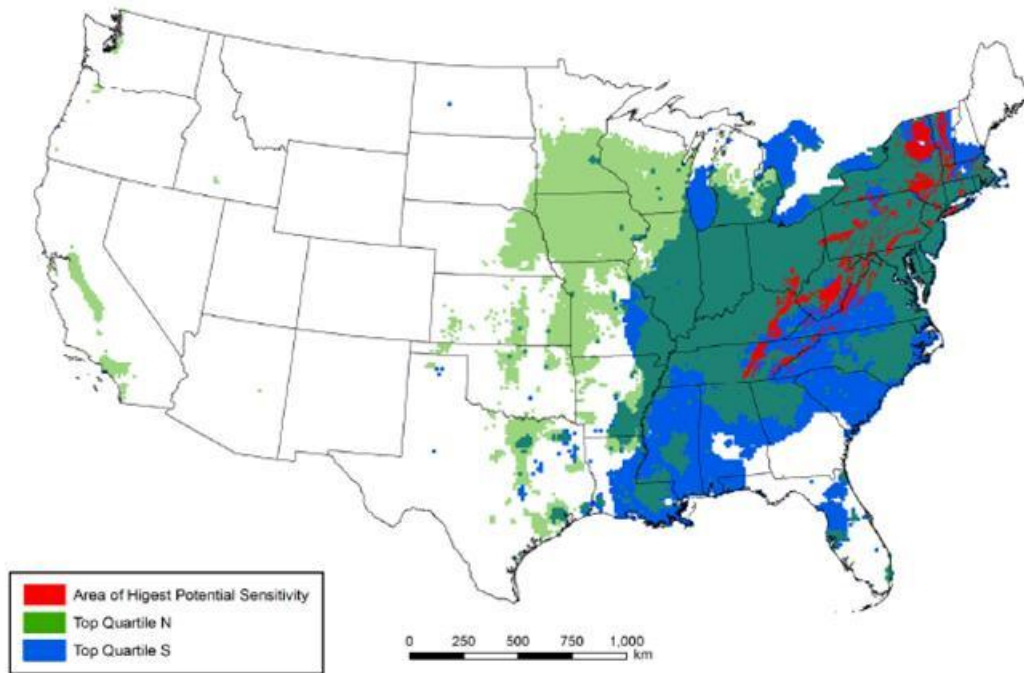 Area of Higest Potential Sensitivity
Top Quartile N
Top Quartile S
0 250 500 750 1,000
km